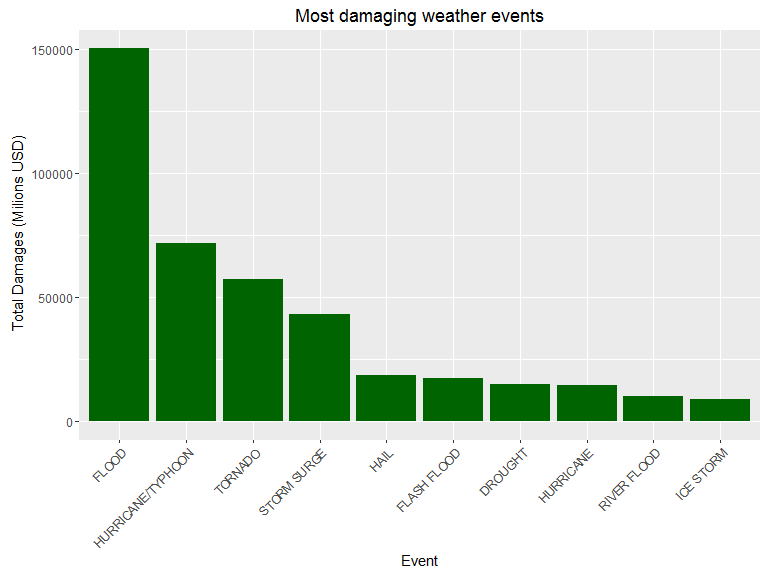 Most damaging weather events
Total Damages (Milions USD)
150000
100000
50000
0
FLOOD
HURRICANE/TYPHOON
TORNADO
STORM SURGE
HAIL
FLASH FLOOD
DROUGHT
HURRICANE
RIVER FLOOD
ICE STORM
Event